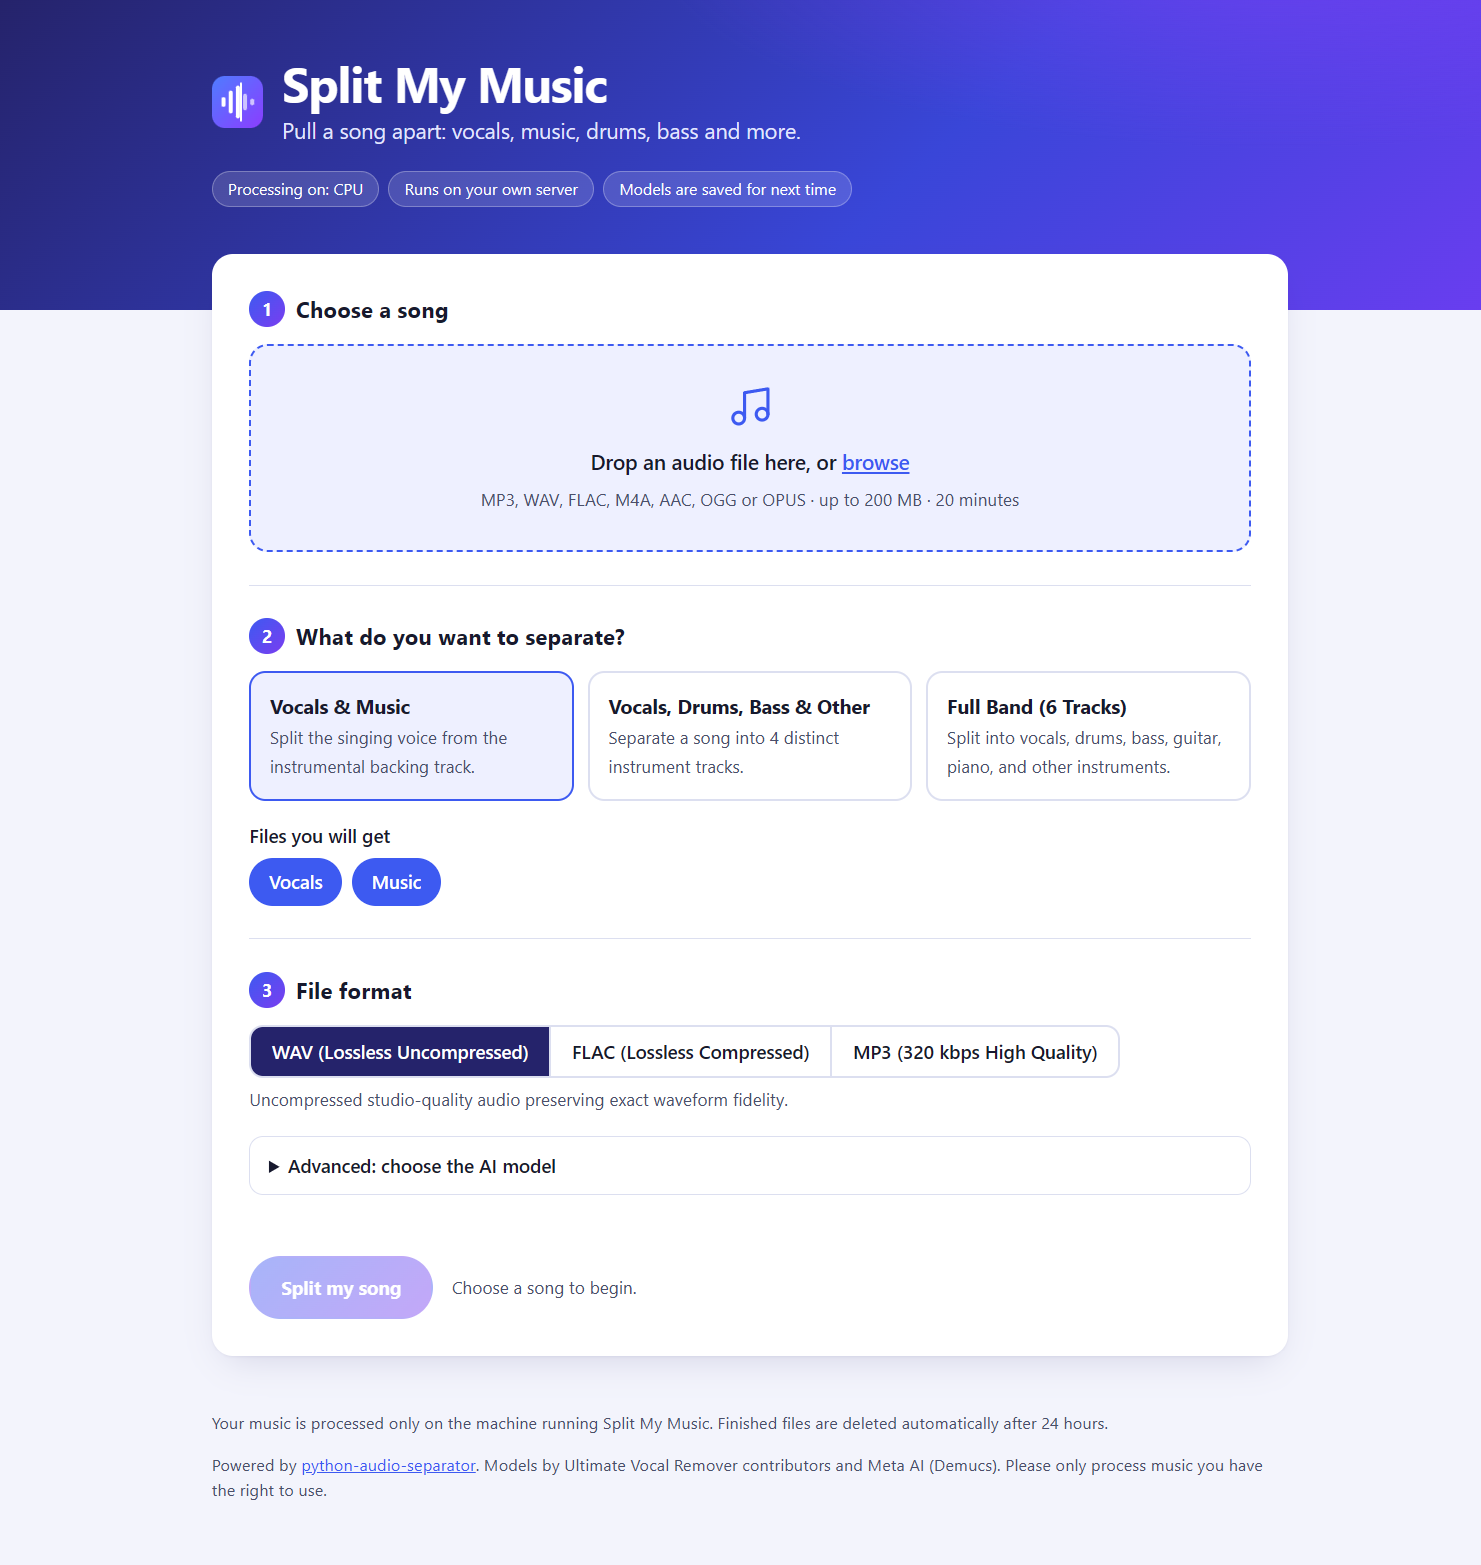 Split My Music
Pull a song apart: vocals, music, drums, bass and more.
Processing on: CPU
Runs on your own server
Models are saved for next time
1 Choose a song
Drop an audio file here, or browse
MP3, WAV, FLAC, M4A, AAC, OGG or OPUS · up to 200 MB · 20 minutes
2 What do you want to separate?
Vocals & Music
Split the singing voice from the
instrumental backing track.
Vocals, Drums, Bass & Other
Separate a song into 4 distinct
instrument tracks.
Full Band (6 Tracks)
Split into vocals, drums, bass, guitar,
piano, and other instruments.
Files you will get
Vocals
Music
3 File format
WAV (Lossless Uncompressed)
FLAC (Lossless Compressed)
MP3 (320 kbps High Quality)
Uncompressed studio-quality audio preserving exact waveform fidelity.
Advanced: choose the AI model
Split my song
Choose a song to begin.
Your music is processed only on the machine running Split My Music. Finished files are deleted automatically after 24 hours.
Powered by python-audio-separator. Models by Ultimate Vocal Remover contributors and Meta AI (Demucs). Please only process music you have
the right to use.